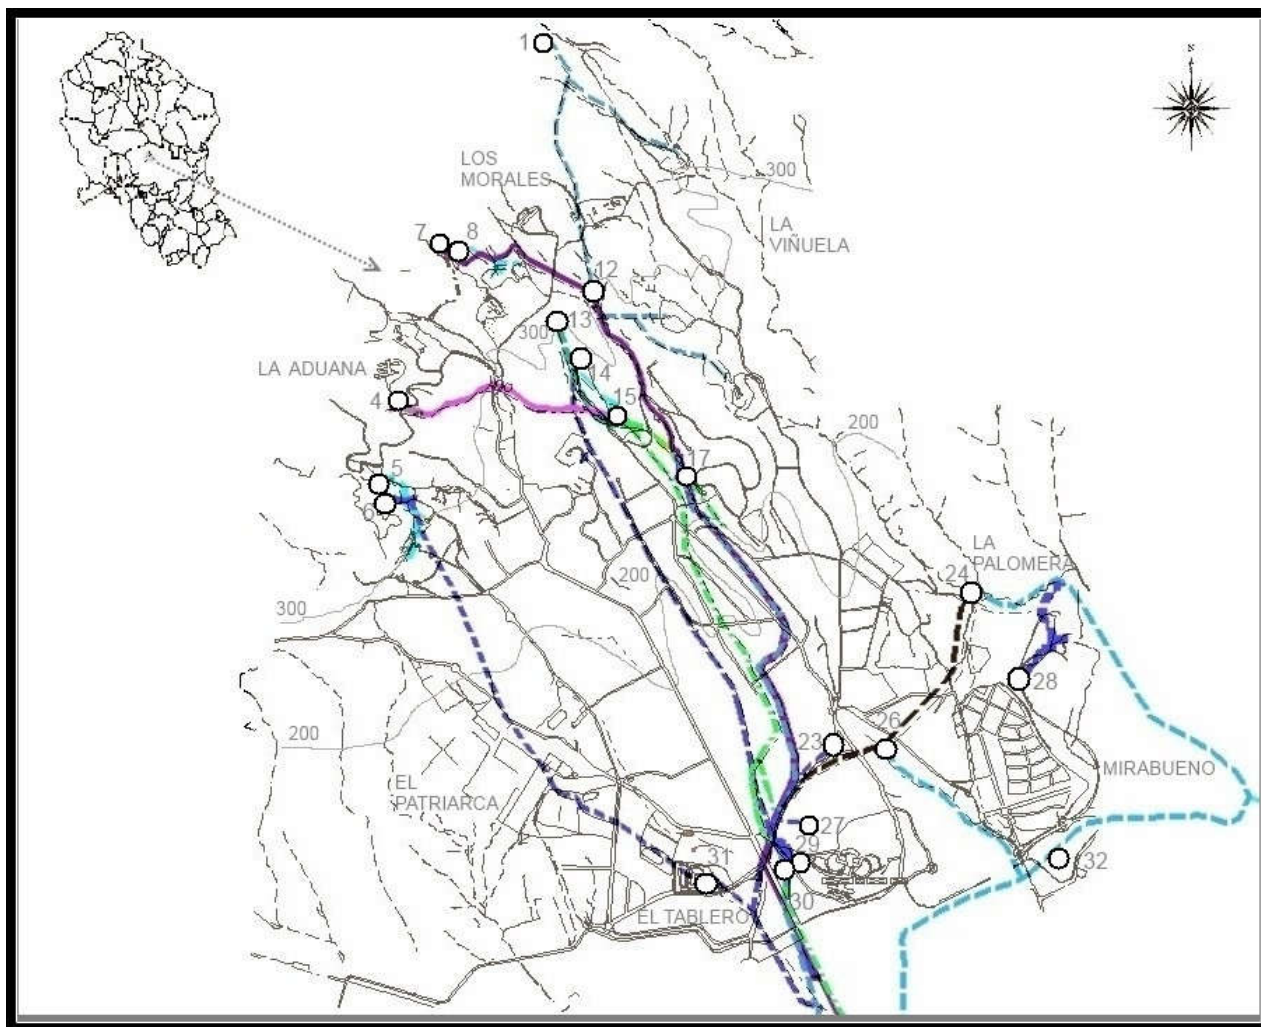 N
1
LOS
MORALES
300
LA
VIÑUELA
7
8
12
13
300
14
LA ADUANA
4
15
200
5
17
6
LA
PALOMERA
24
200
300
28
26
23
200
MIRABUENO
EL
PATRIARCA
27
29
32
31
30
EL TABLERO